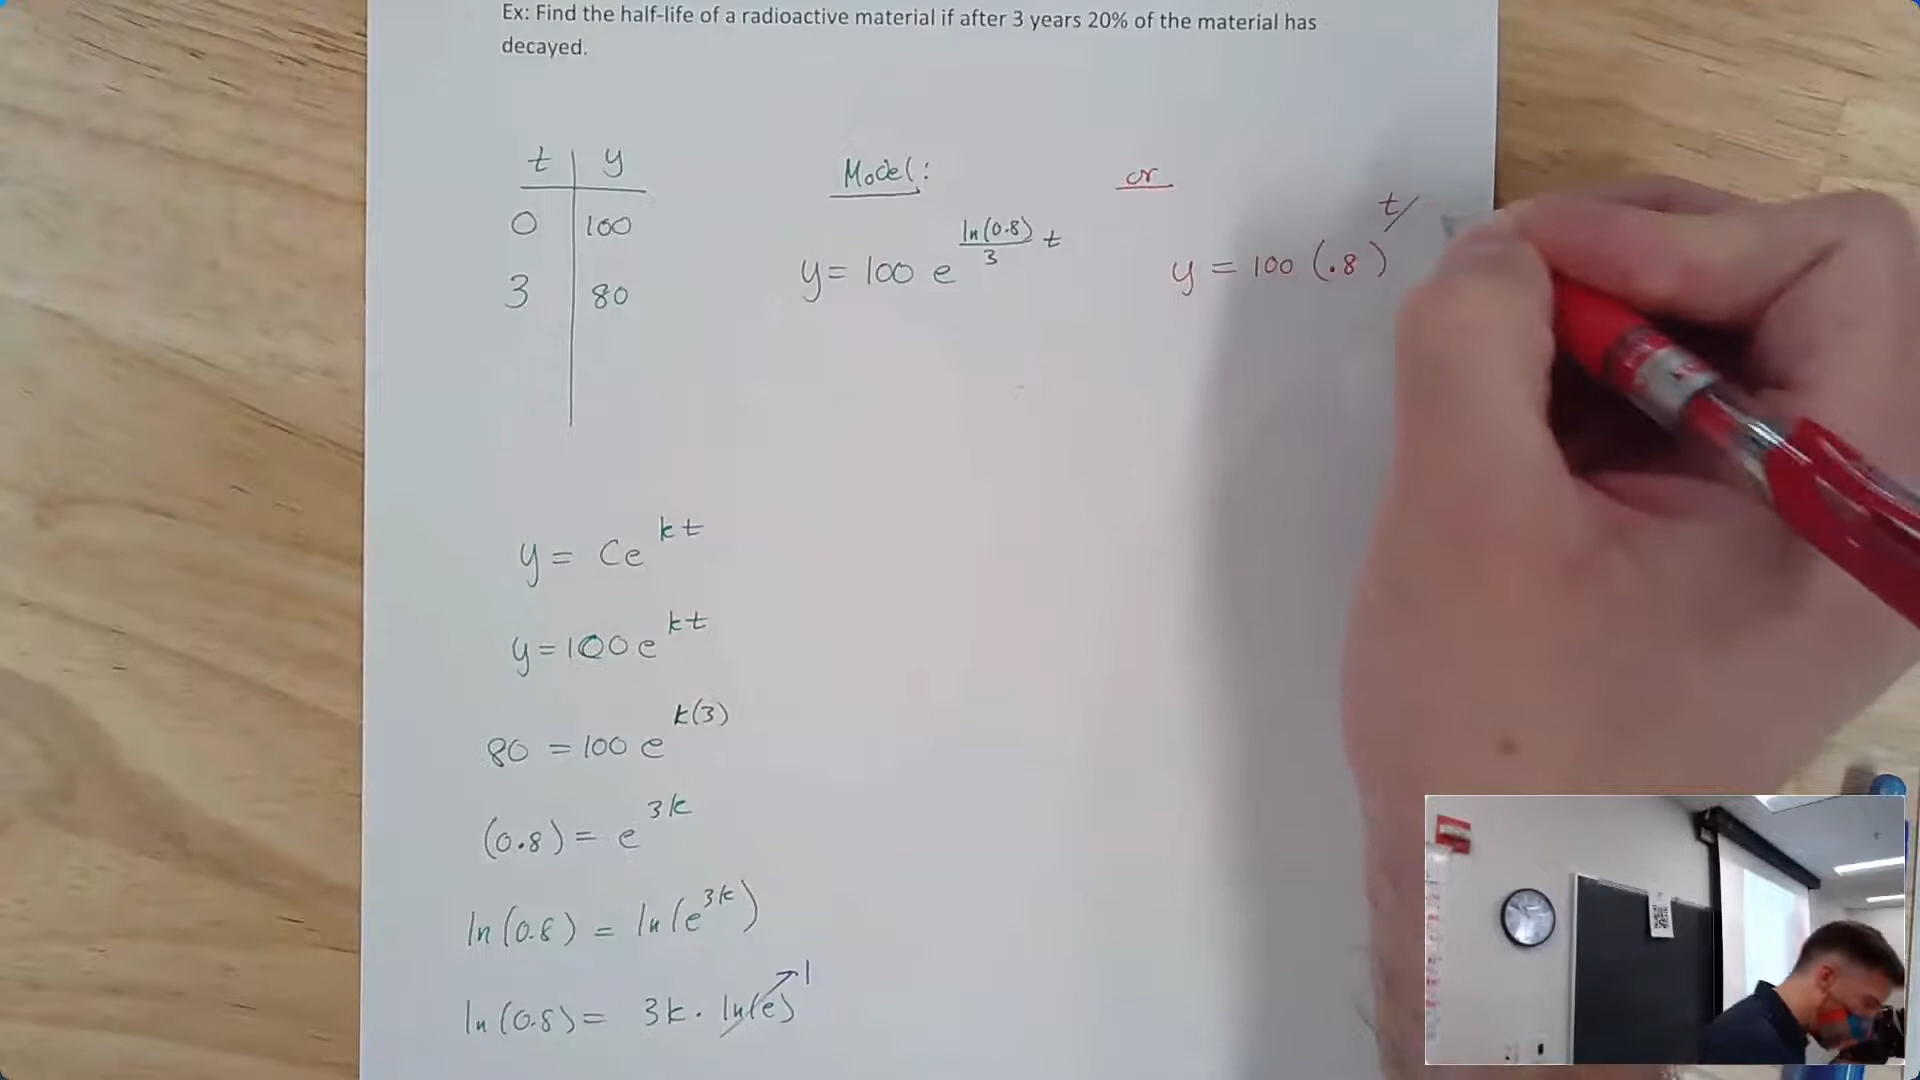 Ex: Find the half-life of a radioactive material if after 3 years 20% of the material has
decayed.
t y
0 100
3 80
Model:
y = 100 e^{\frac{ln(0.8)}{3} t}
or
y = 100 (.8)^{t/
y = Ce^{kt}
y = 100 e^{kt}
80 = 100 e^{k(3)}
(0.8) = e^{3k}
ln(0.8) = ln(e^{3k})
ln(0.8) = 3k · ln(e) 1